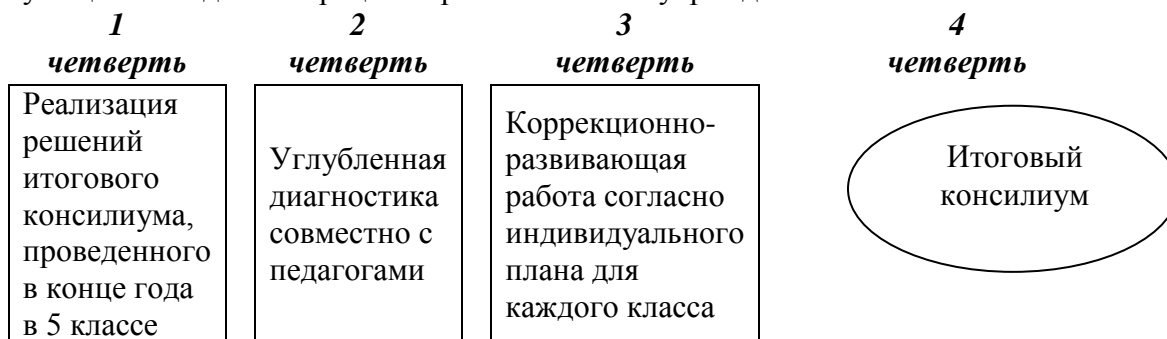 1
четверть
2
четверть
3
четверть
4
четверть
Реализация
решений
итогового
консилиума,
проведенного
в конце года
в 5 классе
Углубленная
диагностика
совместно с
педагогами
Коррекционно-
развивающая
работа согласно
индивидуального
плана для
каждого класса
Итоговый
консилиум